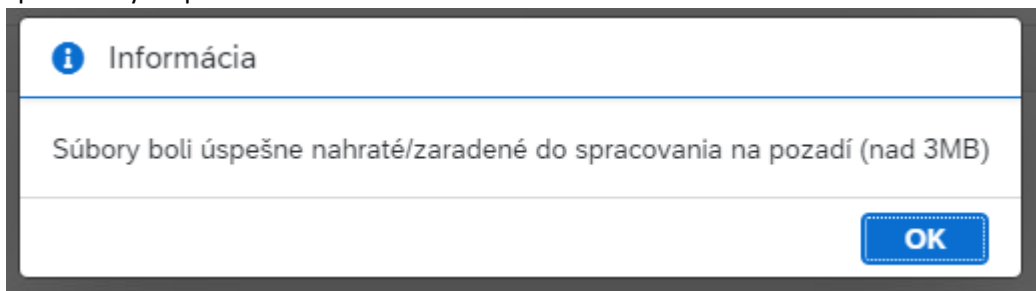 Informácia
Súbory boli úspešne nahraté/zaradené do spracovania na pozadí (nad 3MB)
OK